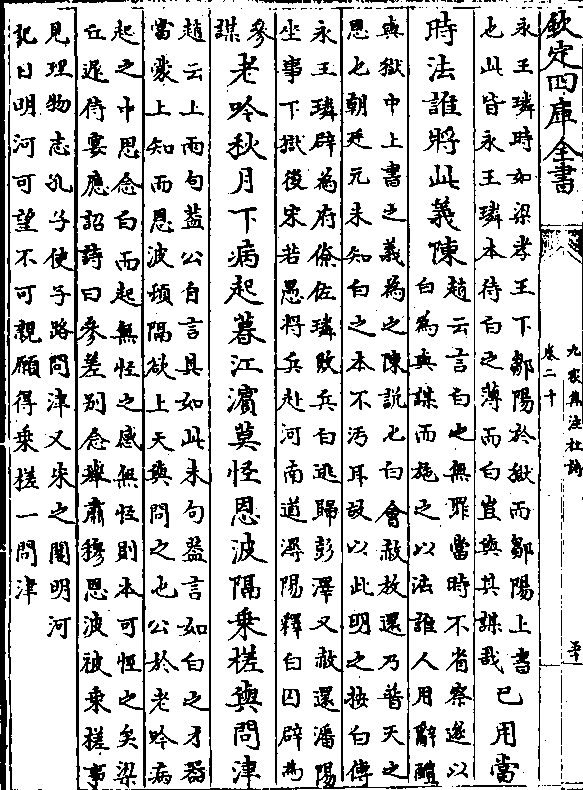 欽定四庫全書
卷二十
九家集注杜詩
永王璘時如梁孝王下鄒陽於獄而鄒陽上書
也此皆永王璘本待白之薄而白豈與其謀哉
已用當
時法誰將此義陳
趙云言白之無罪當時不省察遂以
白為與謀而施之以法誰人用辭醴
與獄中上書之義為之陳說也白會赦放還乃普天之
恩也朝廷元未知白之本不汚耳故以此明之按白傳
永王璘辟為府僚佐璘敗兵白逃歸彭澤又赦還潘陽
坐事下獄後宋若愚將兵赴河南道潯陽釋白囚辟為
參
謀
老吟秋月下病起暮江濵莫怪恩波隔乘槎與問津
趙云上兩句蓋公自言其如此末句蓋言如白之才器
當豪上知而恩波頓隔欲上天與問之也公於老吟病
起之中思念白而起無怪之感無怪則本可怪之矣梁
丘遲侍宴應詔詩曰參差別念舉肅穆恩波被乘槎事
見理物志孔子使子路問津又宋之問明河
記曰明河可望不可親願得乘槎一問津